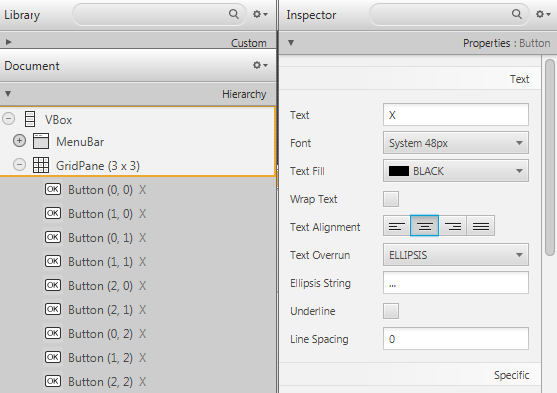 Library
Custom
Document
Hierarchy
VBox
MenuBar
GridPane (3 x 3)
OK Button (0, 0) X
OK Button (1, 0) X
OK Button (0, 1) X
OK Button (1, 1) X
OK Button (2, 0) X
OK Button (2, 1) X
OK Button (0, 2) X
OK Button (1, 2) X
OK Button (2, 2) X
Inspector
Properties : Button
Text
Text X
Font System 48px
Text Fill BLACK
Wrap Text
Text Alignment
Text Overrun ELLIPSIS
Ellipsis String ...
Underline
Line Spacing 0
Specific